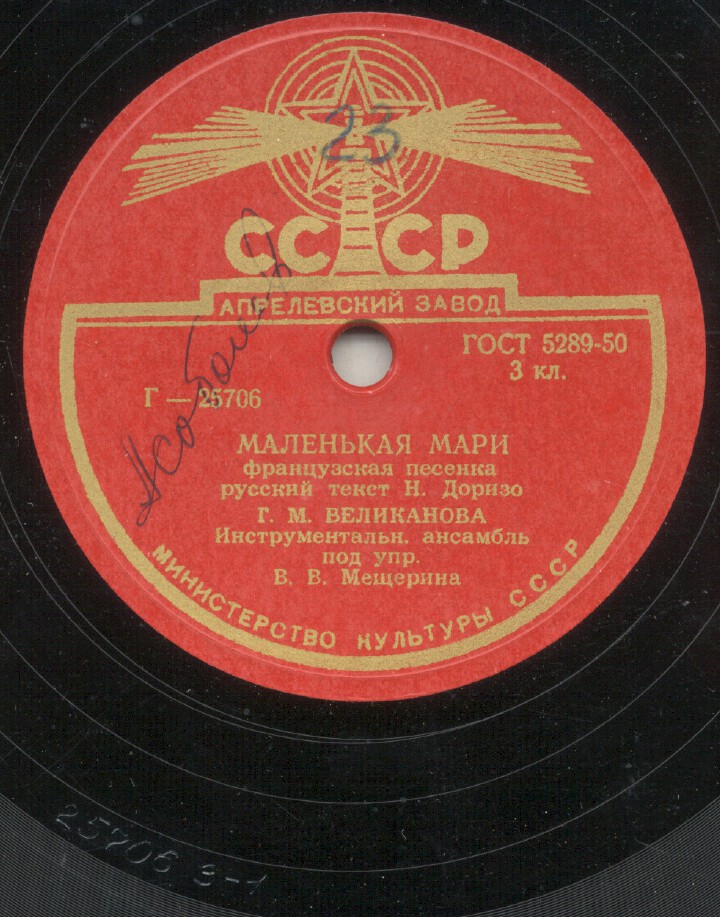 23
СССР
АПРЕЛЕВСКИЙ ЗАВОД
ГОСТ 5289-50
3 кл.
Г — 25706
МАЛЕНЬКАЯ МАРИ
французская песенка
русский текст Н. Доризо
Г. М. ВЕЛИКАНОВА
Инструментальн. ансамбль
под упр.
В. В. Мещерина
МИНИСТЕРСТВО КУЛЬТУРЫ СССР
25706 3-1